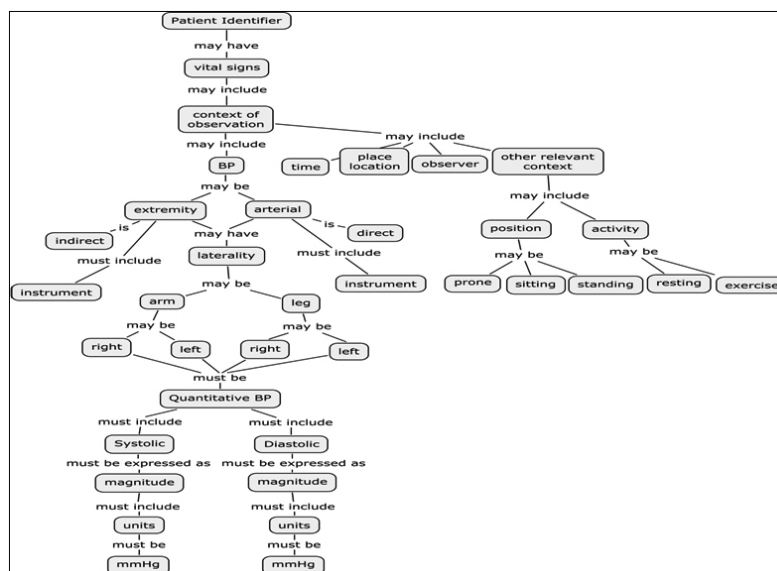 Patient Identifier
may have
vital signs
may include
context of
observation
may include
may include
BP
time
place
location
observer
other relevant
context
may be
may include
extremity
arterial
is
is
indirect
may have
direct
position
activity
must include
laterality
must include
may be
may be
instrument
may be
instrument
prone
sitting
standing
resting
exercise
arm
leg
may be
may be
right
left
right
left
must be
Quantitative BP
must include
must include
Systolic
Diastolic
must be expressed as
must be expressed as
magnitude
magnitude
must include
must include
units
units
must be
must be
mmHg
mmHg